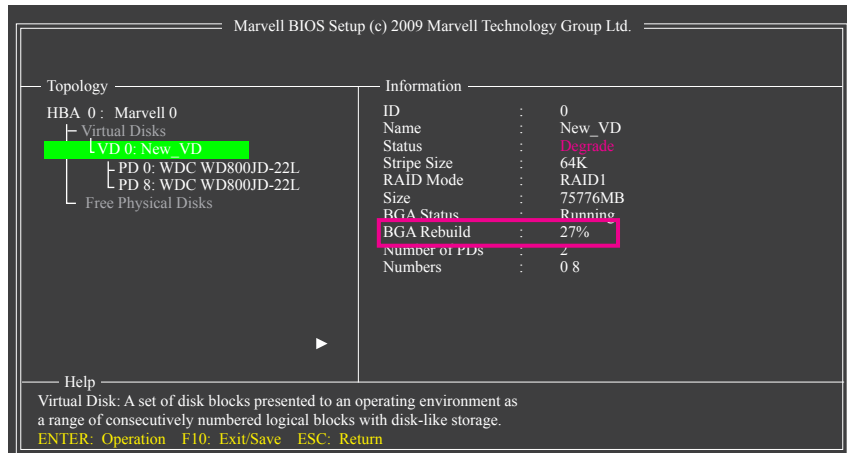 Marvell BIOS Setup (c) 2009 Marvell Technology Group Ltd.
Topology
HBA 0 : Marvell 0
Virtual Disks
VD 0: New_VD
PD 0: WDC WD800JD-22L
PD 8: WDC WD800JD-22L
Free Physical Disks
Information
ID : 0
Name : New_VD
Status : Degrade
Stripe Size : 64K
RAID Mode : RAID1
Size : 75776MB
BGA Status : Running
BGA Rebuild : 27%
Number of PDs : 2
Numbers : 0 8
Help
Virtual Disk: A set of disk blocks presented to an operating environment as
a range of consecutively numbered logical blocks with disk-like storage.
ENTER: Operation F10: Exit/Save ESC: Return